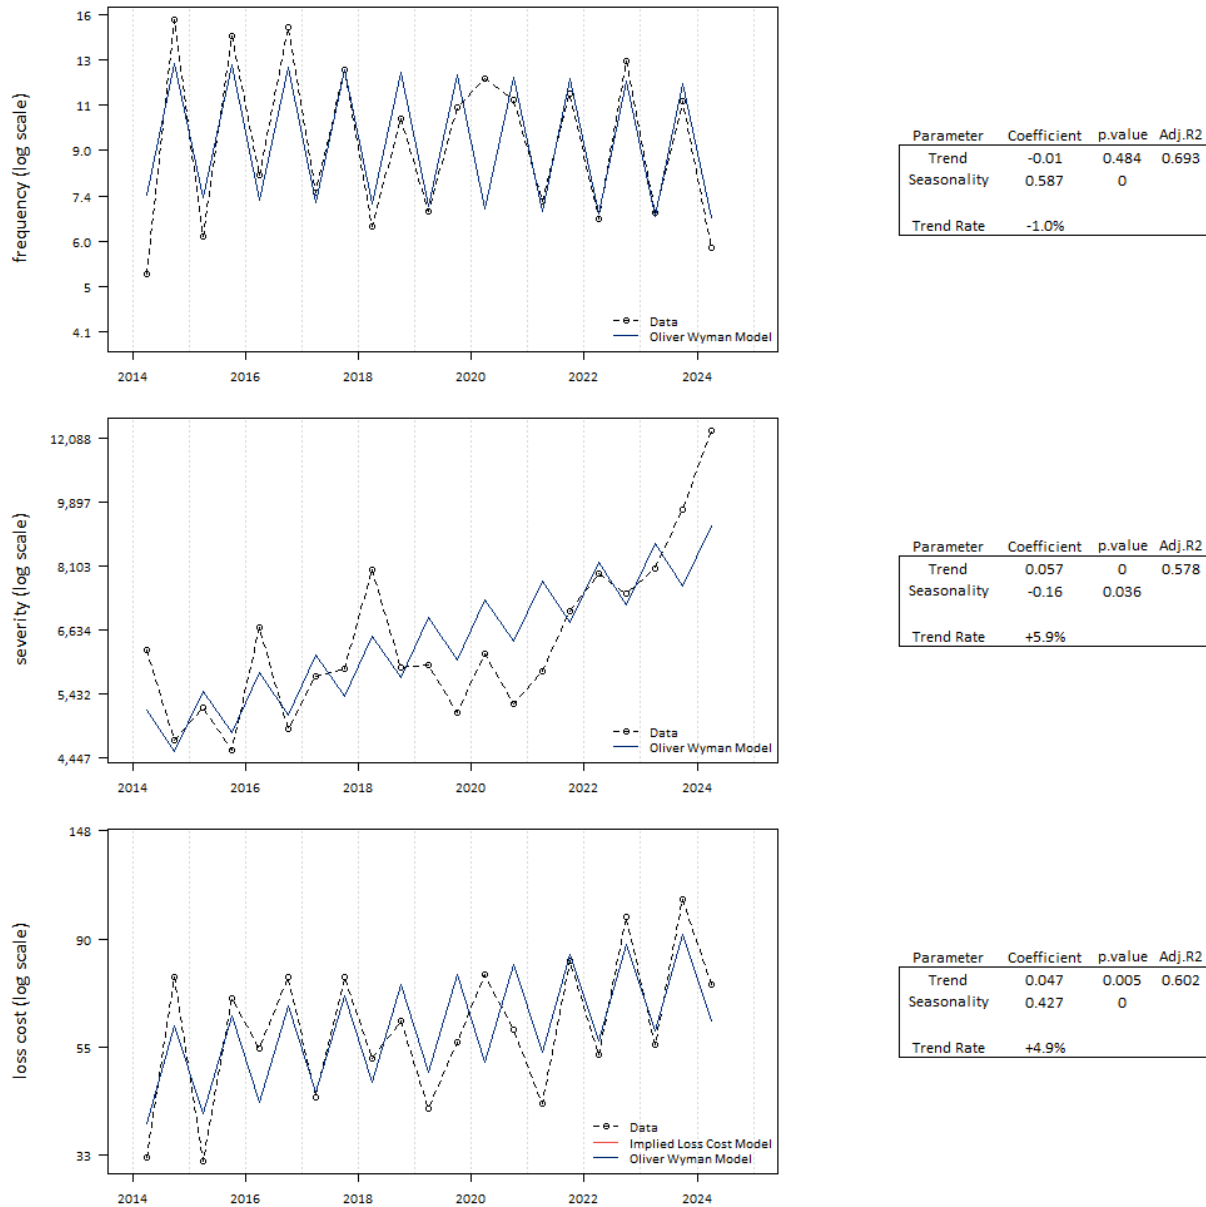 frequency (log scale)
16
13
11
9.0
7.4
6.0
5
4.1
Data
Oliver Wyman Model
2014 2016 2018 2020 2022 2024
Parameter Coefficient p.value Adj.R2
Trend -0.01 0.484 0.693
Seasonality 0.587 0
Trend Rate -1.0%
severity (log scale)
12,088
9,897
8,103
6,634
5,432
4,447
Data
Oliver Wyman Model
2014 2016 2018 2020 2022 2024
Parameter Coefficient p.value Adj.R2
Trend 0.057 0 0.578
Seasonality -0.16 0.036
Trend Rate +5.9%
loss cost (log scale)
148
90
55
33
Data
Implied Loss Cost Model
Oliver Wyman Model
2014 2016 2018 2020 2022 2024
Parameter Coefficient p.value Adj.R2
Trend 0.047 0.005 0.602
Seasonality 0.427 0
Trend Rate +4.9%